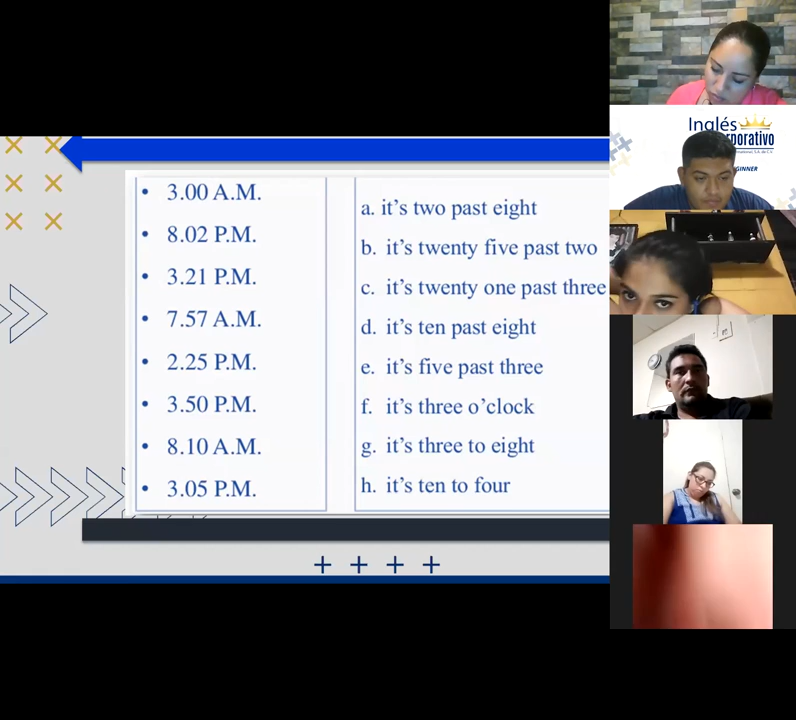 3.00 A.M.
8.02 P.M.
3.21 P.M.
7.57 A.M.
2.25 P.M.
3.50 P.M.
8.10 A.M.
3.05 P.M.
a. it's two past eight
b. it's twenty five past two
c. it's twenty one past three
d. it's ten past eight
e. it's five past three
f. it's three o'clock
g. it's three to eight
h. it's ten to four
Inglés